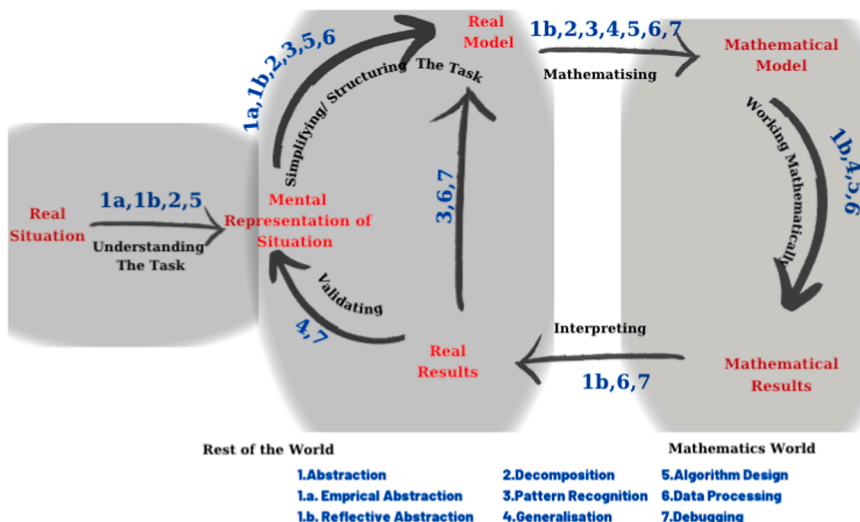 Real
Model
1b,2,3,4,5,6,7
Mathematising
Mathematical
Model
1a,1b,2,3,5,6
Simplifying/ Structuring The Task
Working Mathematically
1b,4,5,6
Real
Situation
1a,1b,2,5
Understanding
The Task
Mental
Representation of
Situation
3,6,7
Validating
4,7
Real
Results
Interpreting
1b,6,7
Mathematical
Results
Rest of the World
Mathematics World
1.Abstraction
2.Decomposition
5.Algorithm Design
1.a. Emprical Abstraction
3.Pattern Recognition
6.Data Processing
1.b. Reflective Abstraction
4.Generalisation
7.Debugging